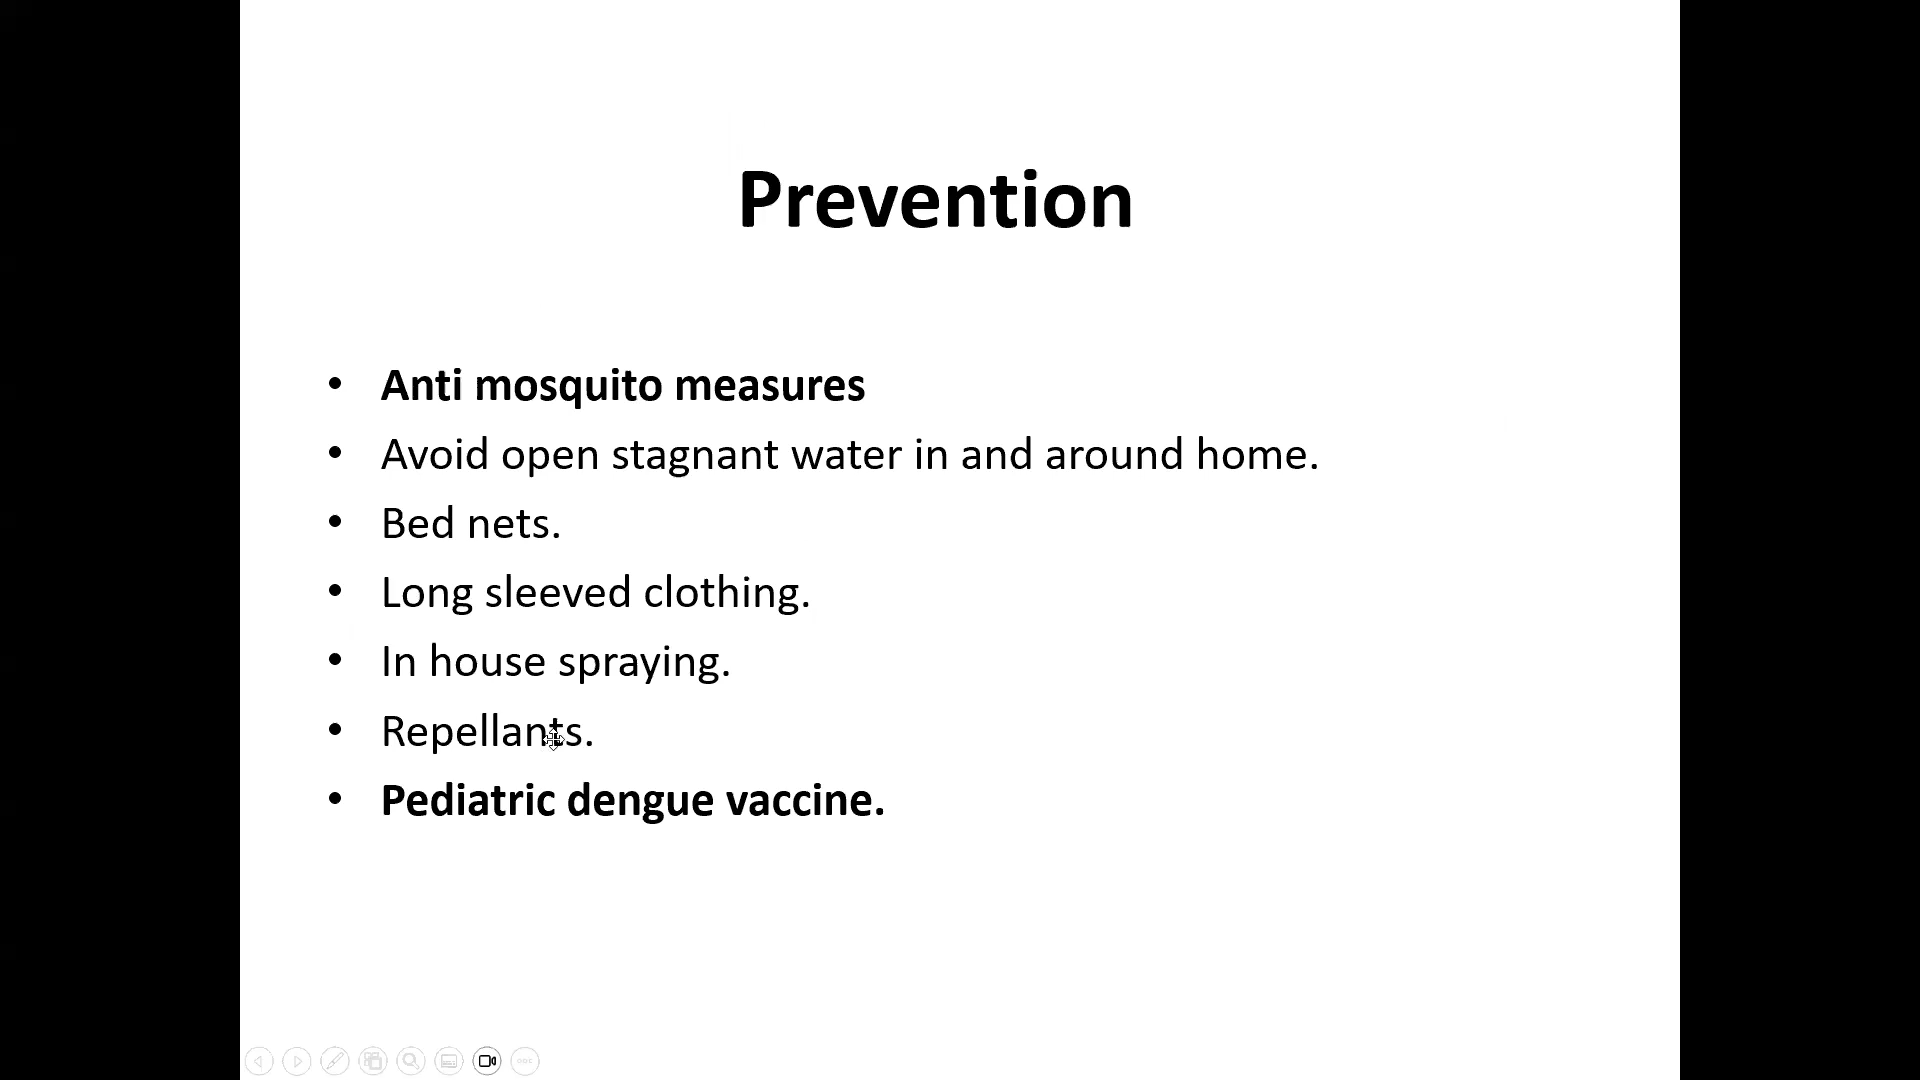 Prevention
• Anti mosquito measures
• Avoid open stagnant water in and around home.
• Bed nets.
• Long sleeved clothing.
• In house spraying.
• Repellants.
• Pediatric dengue vaccine.